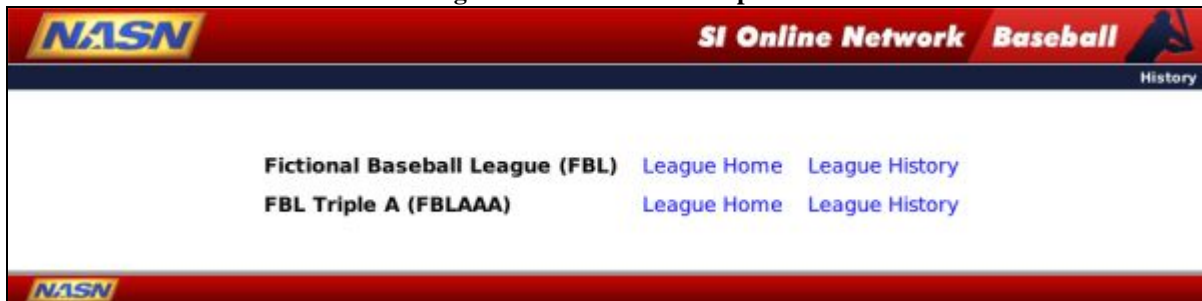 NASN SI Online Network Baseball
History
Fictional Baseball League (FBL) League Home League History
FBL Triple A (FBLAAA) League Home League History
NASN